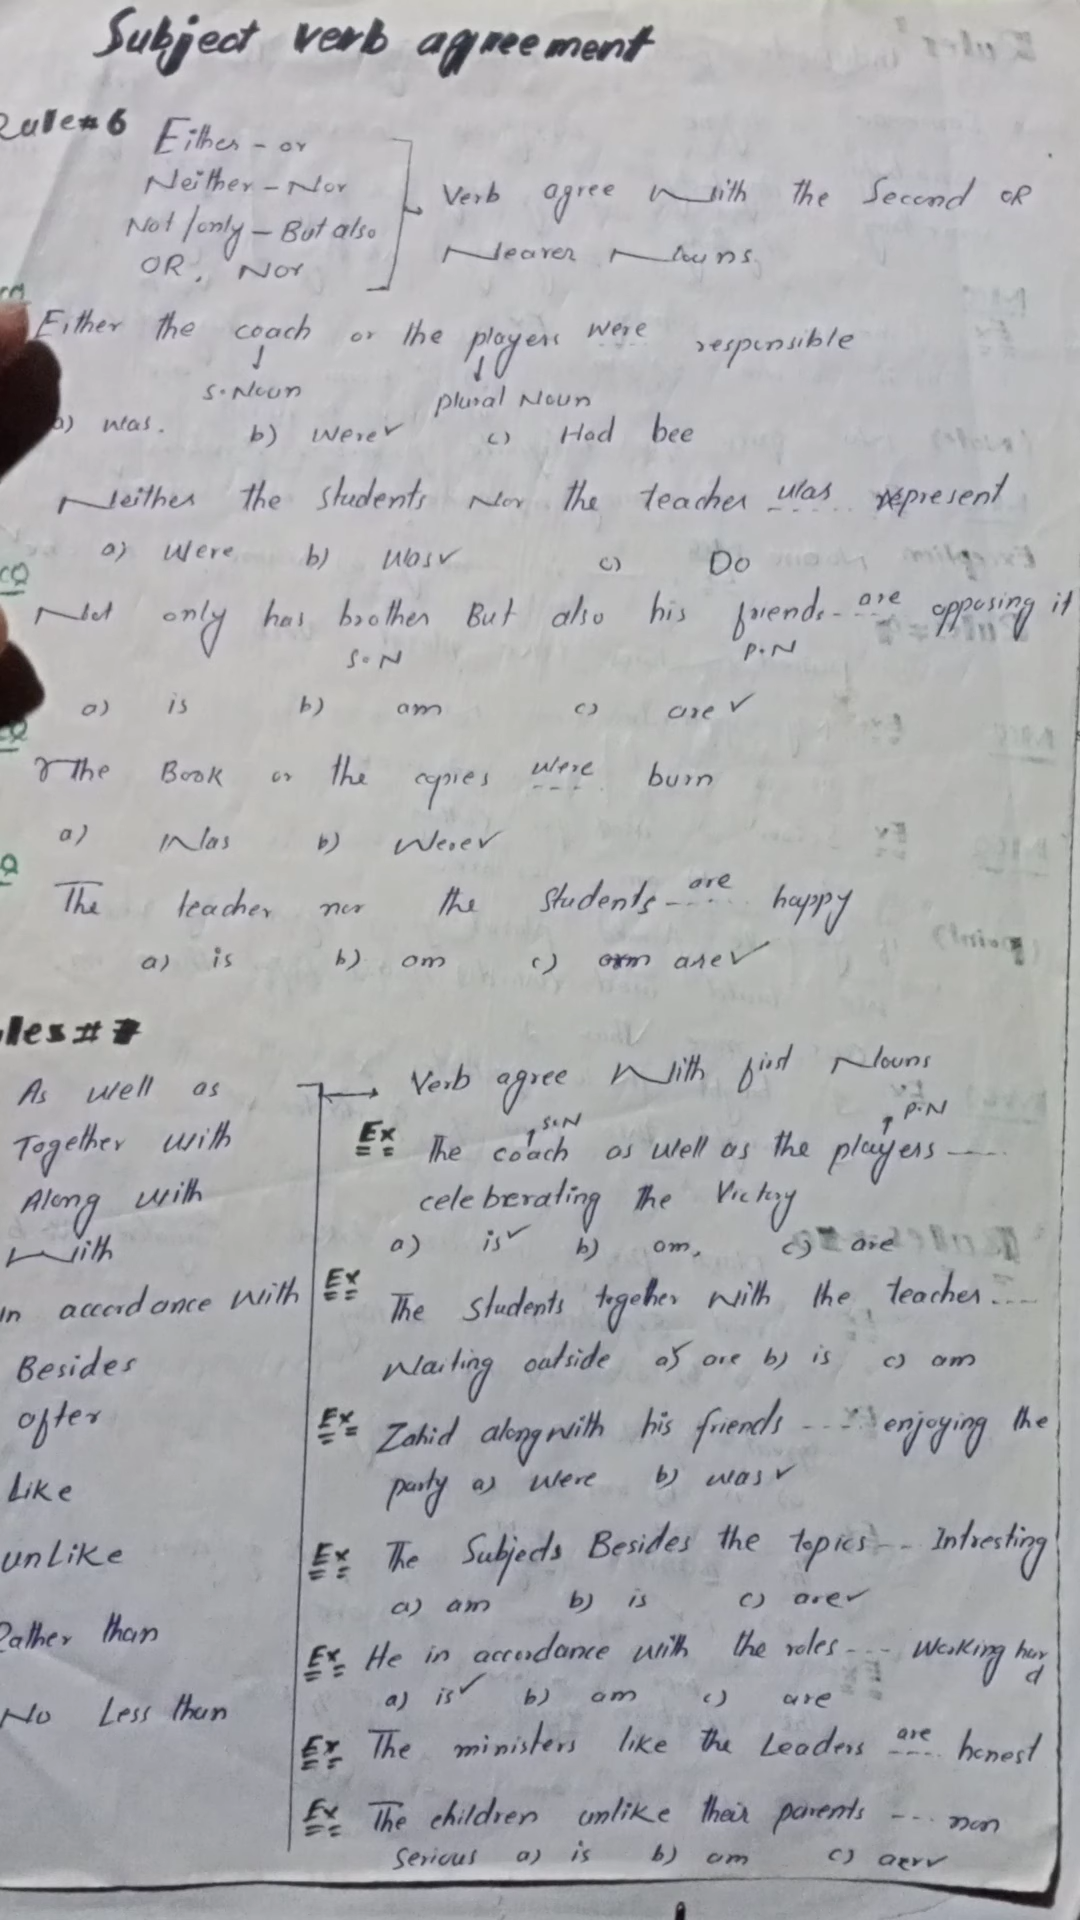 Subject verb agreement
Rule#6
Either - or
Neither - Nor
Not/only - But also
OR, Nor
Verb agree With the Second OR
Nearer Nouns
Either the coach or the players were responsible
S.Noun plural Noun
a) was. b) Were✓ c) Had bee
Neither the students Nor the teacher was represent
a) Were b) was✓ c) Do
Not only has brother But also his friends are opposing it
S.N P.N
a) is b) am c) are✓
The Book or the copies were burn
a) Was b) Were✓
The teacher nor the students are happy
a) is b) am c) are✓
Rules#7
As well as
Together with
Along with
With
In accordance with
Besides
after
Like
unlike
Rather than
No Less than
Verb agree With first Nouns
S.N P.N
Ex The coach as well as the players ----
celeberating the Victory
a) is✓ b) am, c) are
Ex The students together with the teacher ----
Waiting outside a) are b) is c) am
Ex Zahid alongwith his friends ---- enjoying the
party a) were b) was✓
Ex The Subjects Besides the topics -- Intresting
a) am b) is c) are✓
Ex He in accordance with the roles --- Working hard
a) is✓ b) am c) are
Ex The ministers like the Leaders are honest
Ex The children unlike their parents --- non
Serious a) is b) am c) aer✓